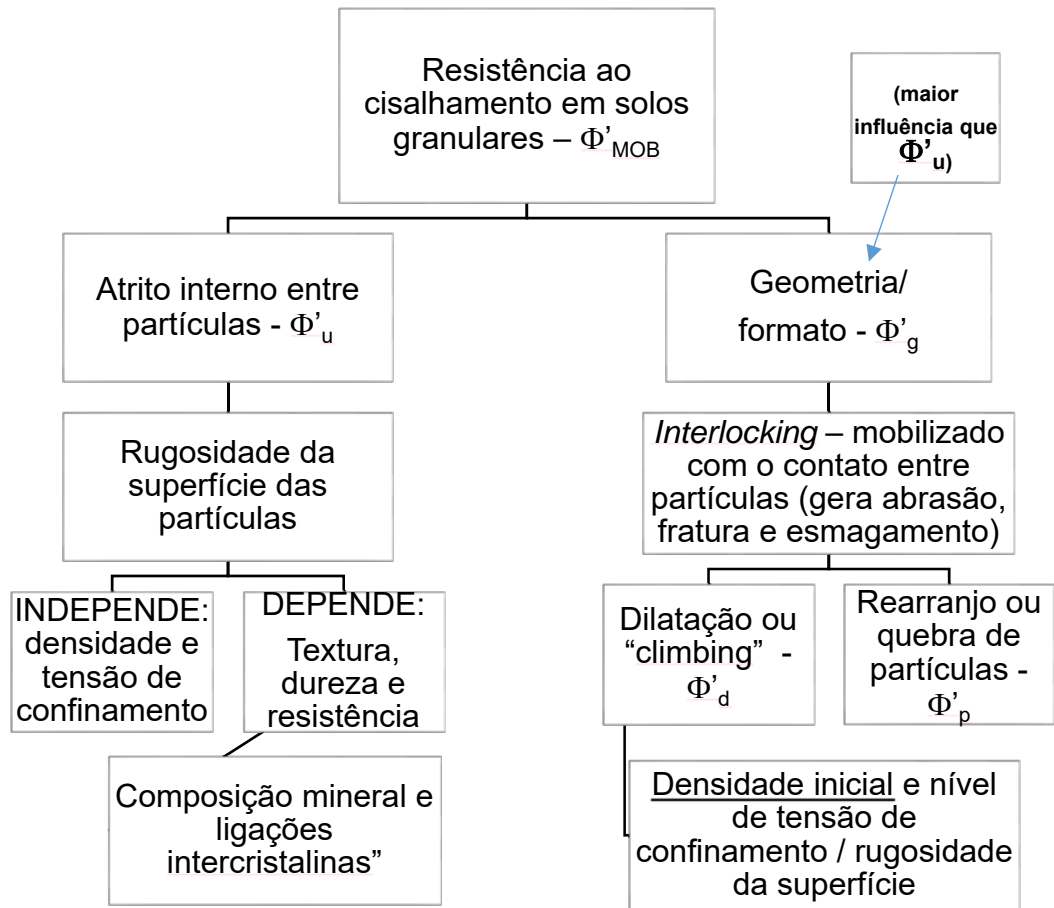 Resistência ao
cisalhamento em solos
granulares – Φ’MOB
(maior
influência que
Φ’u)
Atrito interno entre
partículas - Φ’u
Geometria/
formato - Φ’g
Rugosidade da
superfície das
partículas
Interlocking – mobilizado
com o contato entre
partículas (gera abrasão,
fratura e esmagamento)
INDEPENDE:
densidade e
tensão de
confinamento
DEPENDE:
Textura,
dureza e
resistência
Dilatação ou
“climbing” -
Φ’d
Rearranjo ou
quebra de
partículas -
Φ’p
Composição mineral e
ligações
intercristalinas”
Densidade inicial e nível
de tensão de
confinamento / rugosidade
da superfície